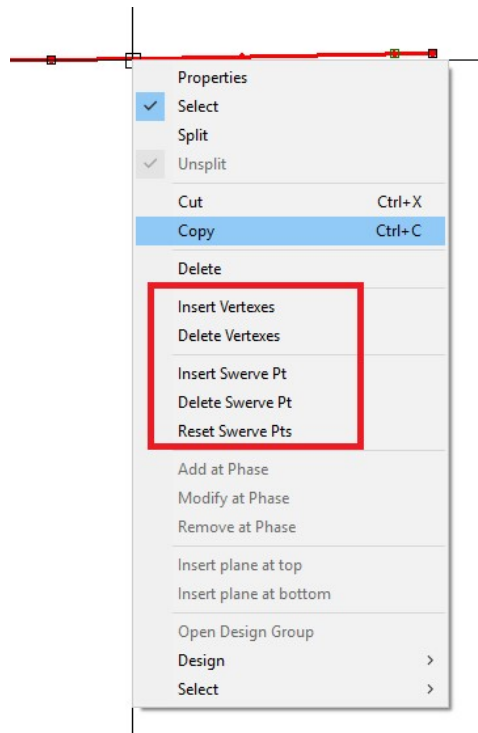 Properties
Select
Split
Unsplit
Cut Ctrl+X
Copy Ctrl+C
Delete
Insert Vertexes
Delete Vertexes
Insert Swerve Pt
Delete Swerve Pt
Reset Swerve Pts
Add at Phase
Modify at Phase
Remove at Phase
Insert plane at top
Insert plane at bottom
Open Design Group
Design
Select